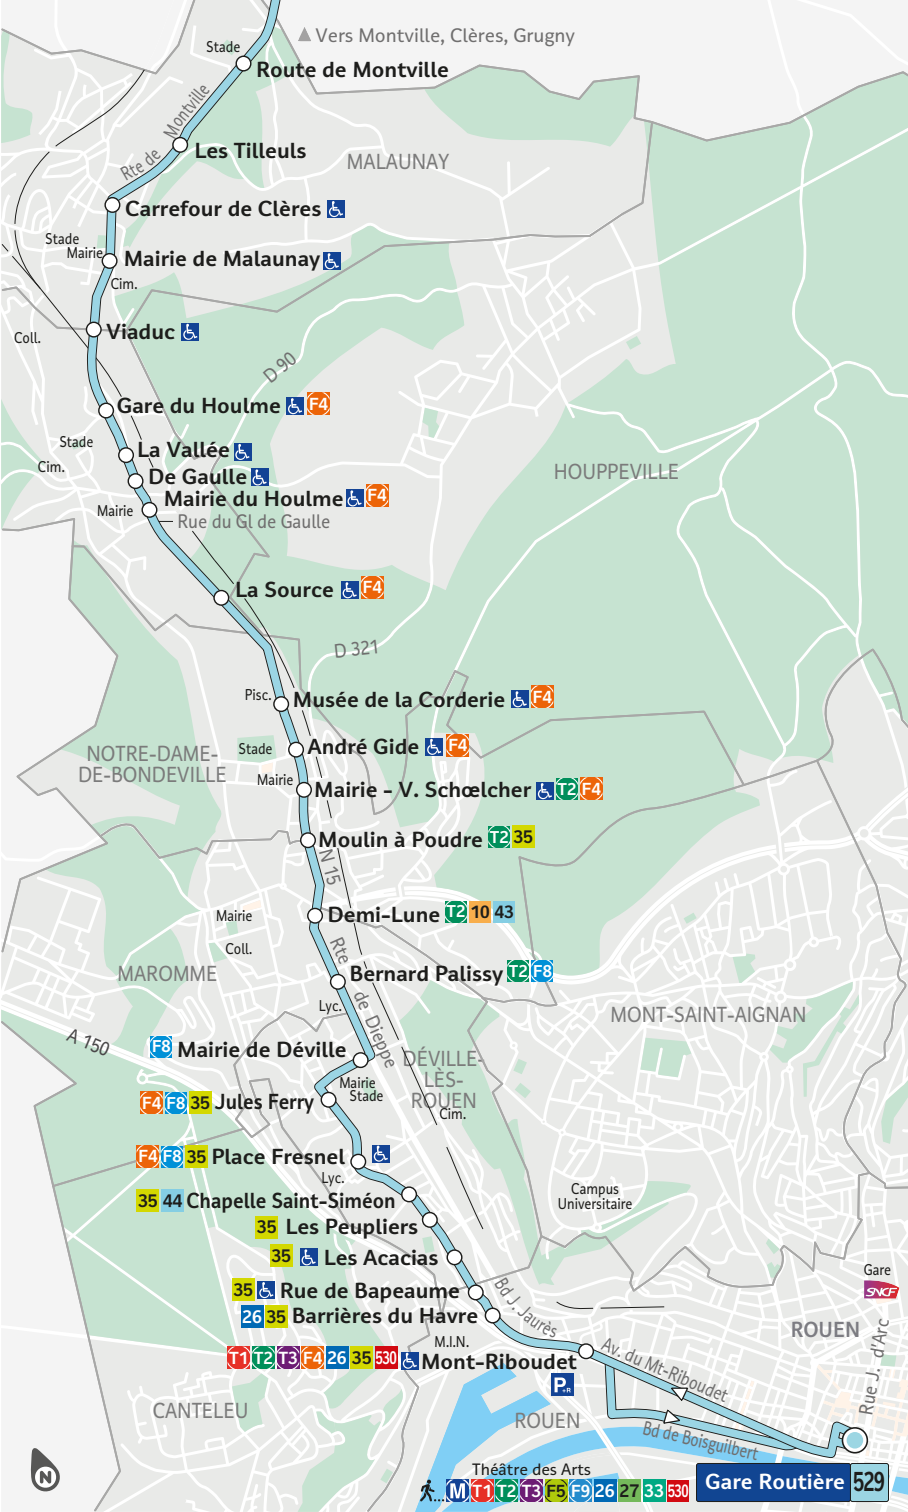 Vers Montville, Clères, Grugny
Stade
Route de Montville
Rte de Montville
Les Tilleuls
MALAUNAY
Carrefour de Clères
Stade
Mairie
Mairie de Malaunay
Cim.
Viaduc
Coll.
D 90
Gare du Houlme F4
Stade
La Vallée
Cim.
De Gaulle
HOUPPEVILLE
Mairie du Houlme F4
Mairie
Rue du Gl de Gaulle
La Source F4
D 321
Pisc.
Musée de la Corderie F4
NOTRE-DAME-
DE-BONDEVILLE
Stade
André Gide F4
Mairie
Mairie - V. Schœlcher T2 F4
Moulin à Poudre T2 35
N 15
Mairie
Demi-Lune T2 10 43
Coll.
Rte de Dieppe
MAROMME
Bernard Palissy T2 F8
Lyc.
MONT-SAINT-AIGNAN
A 150
F8 Mairie de Déville
DÉVILLE-
LÈS-
ROUEN
Mairie
Stade
F4 F8 35 Jules Ferry
Cim.
F4 F8 35 Place Fresnel
Lyc.
35 44 Chapelle Saint-Siméon
Campus
Universitaire
35 Les Peupliers
35 Les Acacias
Gare
SNCF
35 Rue de Bapeaume
26 35 Barrières du Havre
Bd J. Jaurès
ROUEN
M.I.N.
T1 T2 T3 F4 26 35 530 Mont-Riboudet
P+R
Av. du Mt-Riboudet
Rue J. d'Arc
CANTELEU
ROUEN
Bd de Boisguilbert
N
Théâtre des Arts
... M T1 T2 T3 F5 F9 26 27 33 530
Gare Routière 529